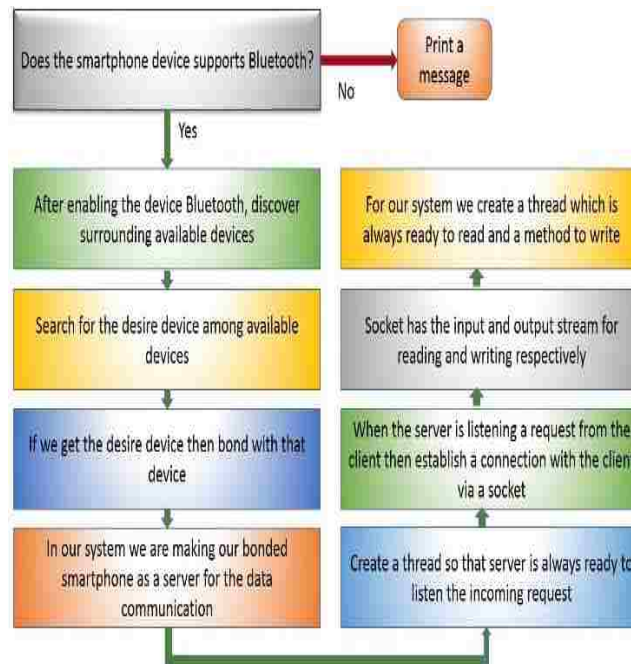 Does the smartphone device supports Bluetooth?
Print a
message
No
Yes
After enabling the device Bluetooth, discover
surrounding available devices
Search for the desire device among available
devices
If we get the desire device then bond with that
device
In our system we are making our bonded
smartphone as a server for the data
communication
Create a thread so that server is always ready to
listen the incoming request
When the server is listening a request from the
client then establish a connection with the client
via a socket
Socket has the input and output stream for
reading and writing respectively
For our system we create a thread which is
always ready to read and a method to write